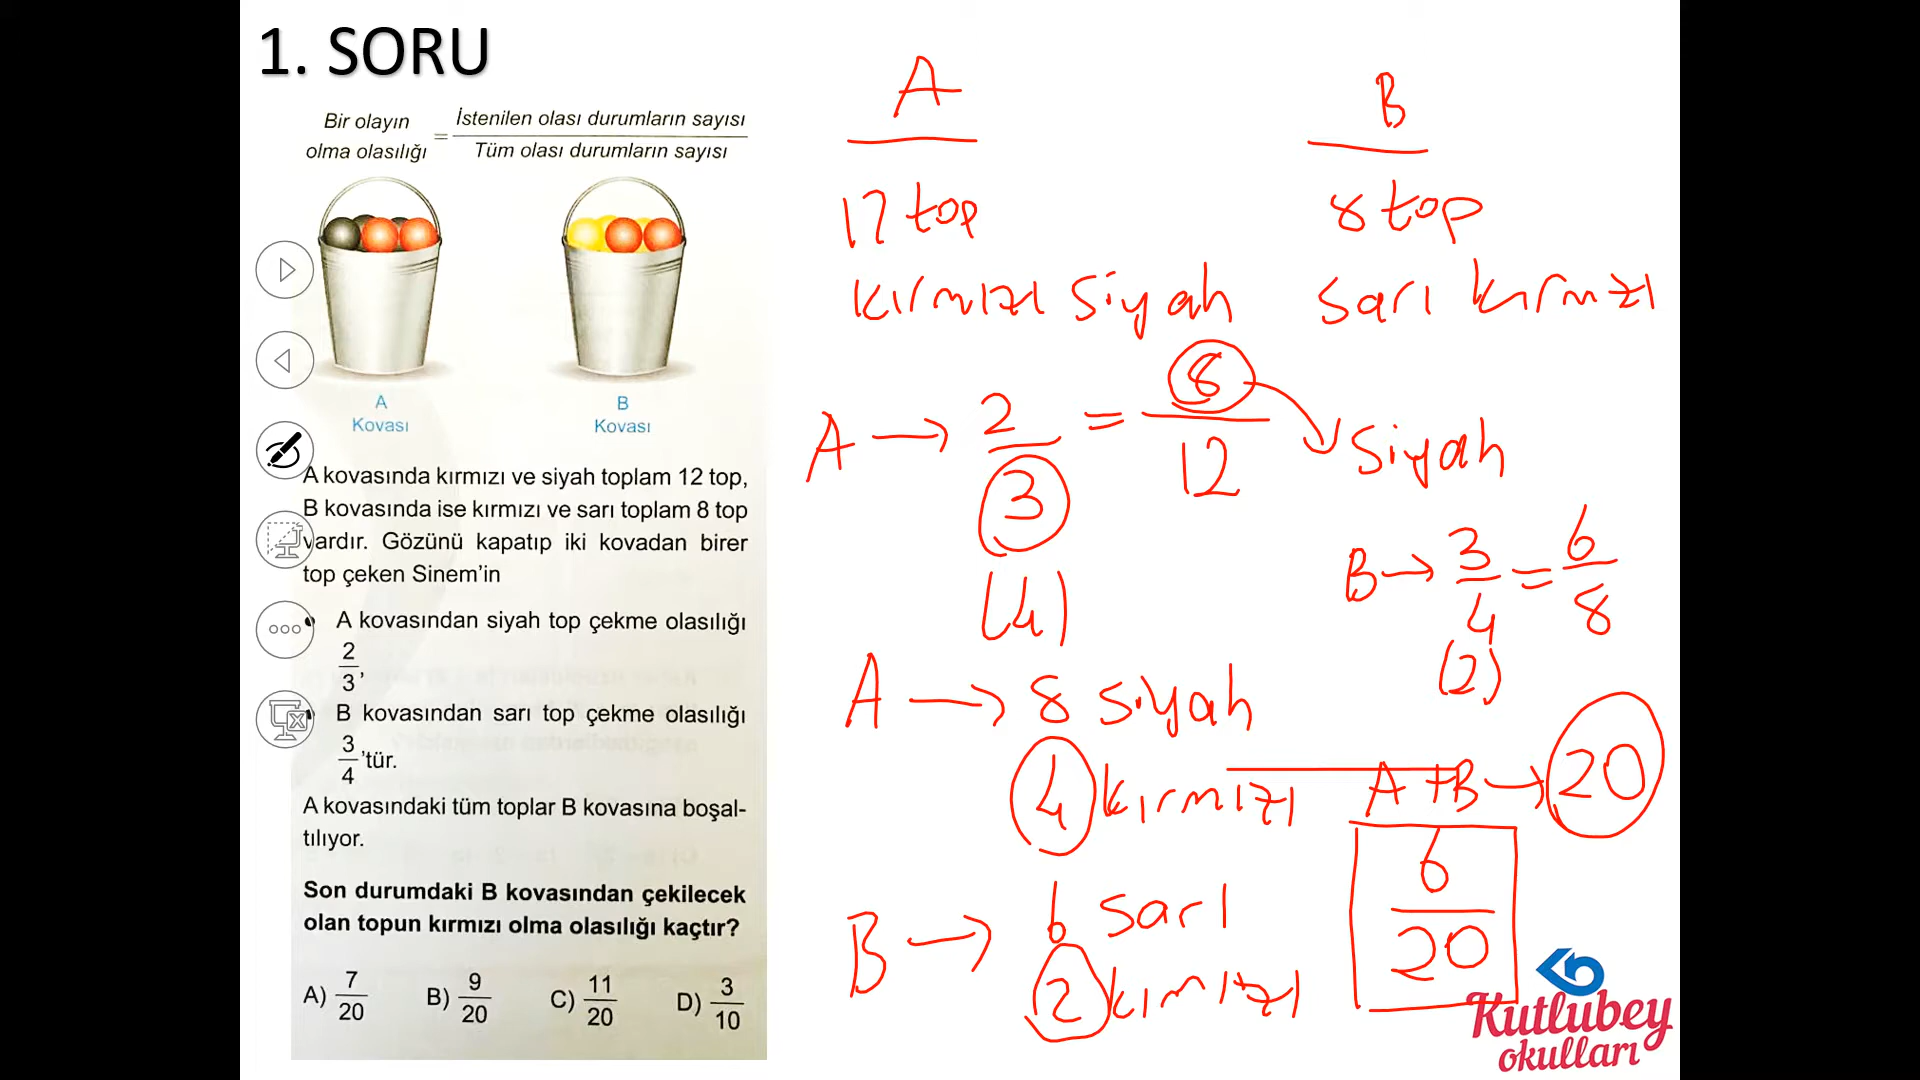 1. SORU
Bir olayın olma olasılığı = İstenilen olası durumların sayısı / Tüm olası durumların sayısı
A
Kovası
B
Kovası
A kovasında kırmızı ve siyah toplam 12 top,
B kovasında ise kırmızı ve sarı toplam 8 top
vardır. Gözünü kapatıp iki kovadan birer
top çeken Sinem'in
• A kovasından siyah top çekme olasılığı
2/3,
• B kovasından sarı top çekme olasılığı
3/4'tür.
A kovasındaki tüm toplar B kovasına boşal-
tılıyor.
Son durumdaki B kovasından çekilecek
olan topun kırmızı olma olasılığı kaçtır?
A) 7/20 B) 9/20 C) 11/20 D) 3/10
A
12 top
kırmızı siyah
B
8 top
sarı kırmızı
A → 2/3 = 8/12 siyah
(4)
B → 3/4 = 6/8
(2)
A → 8 siyah
4 kırmızı
A+B → 20
6/20
B → 6 sarı
2 kırmızı
Kutlubey
okulları